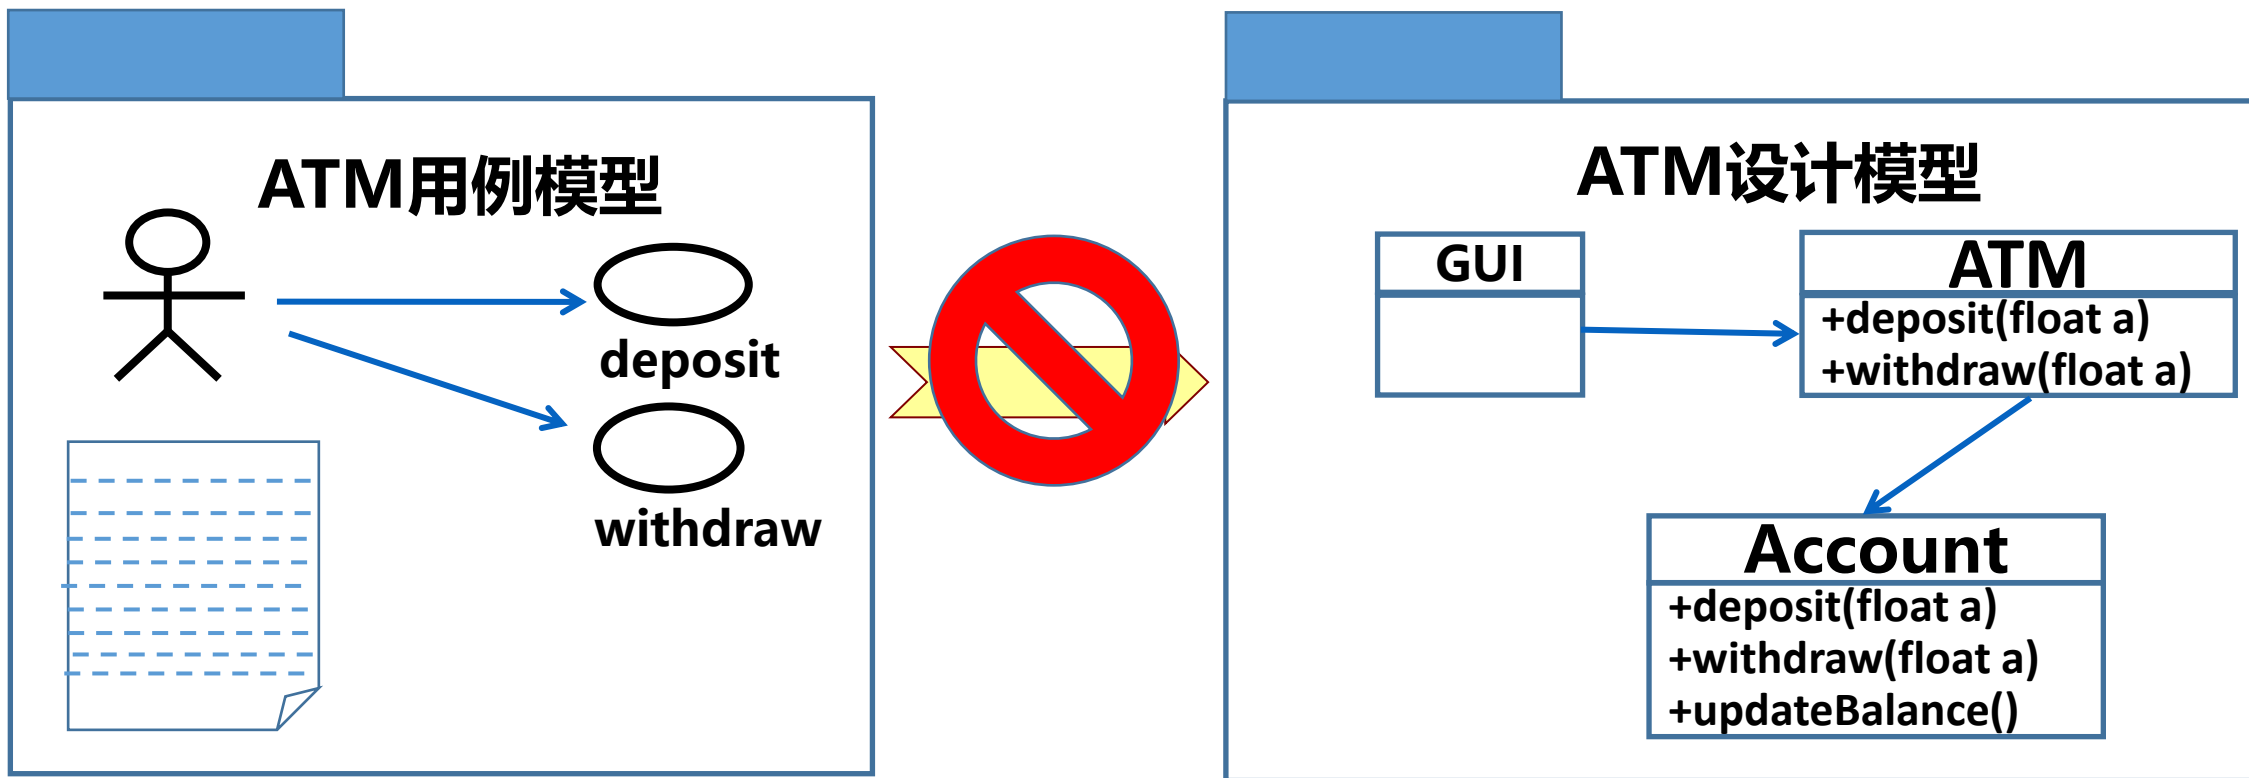 ATM用例模型
deposit
withdraw
ATM设计模型
GUI
ATM
+deposit(float a)
+withdraw(float a)
Account
+deposit(float a)
+withdraw(float a)
+updateBalance()